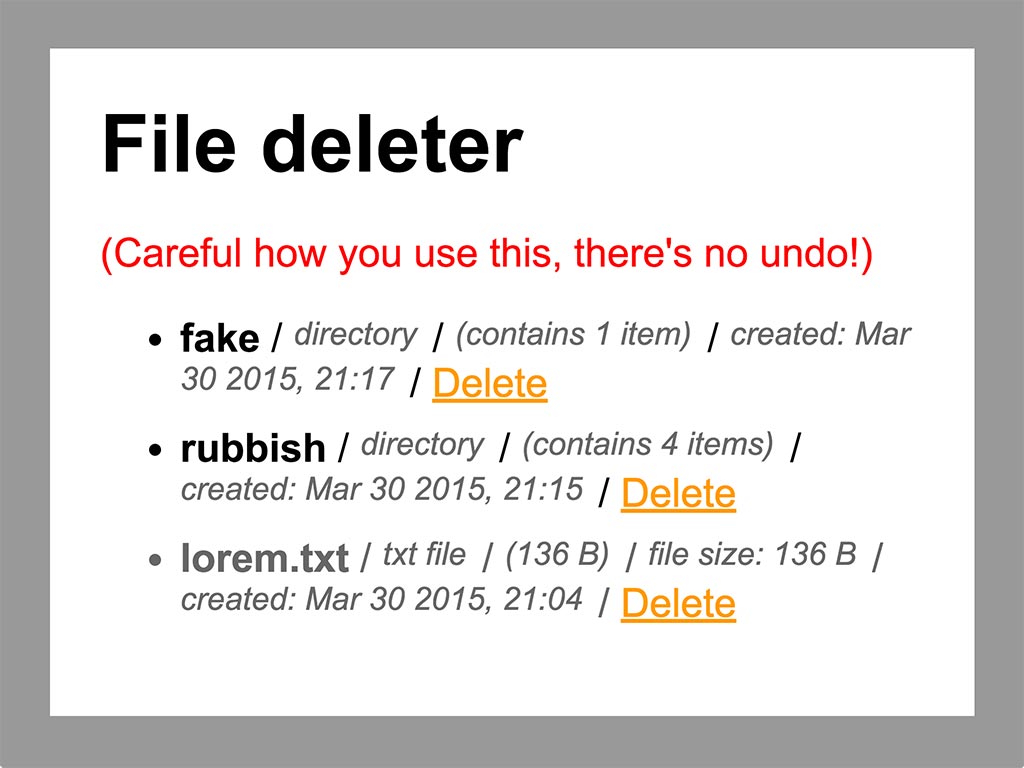 File deleter
(Careful how you use this, there's no undo!)
fake / directory / (contains 1 item) / created: Mar
30 2015, 21:17 / Delete
rubbish / directory / (contains 4 items) /
created: Mar 30 2015, 21:15 / Delete
lorem.txt / txt file / (136 B) / file size: 136 B /
created: Mar 30 2015, 21:04 / Delete